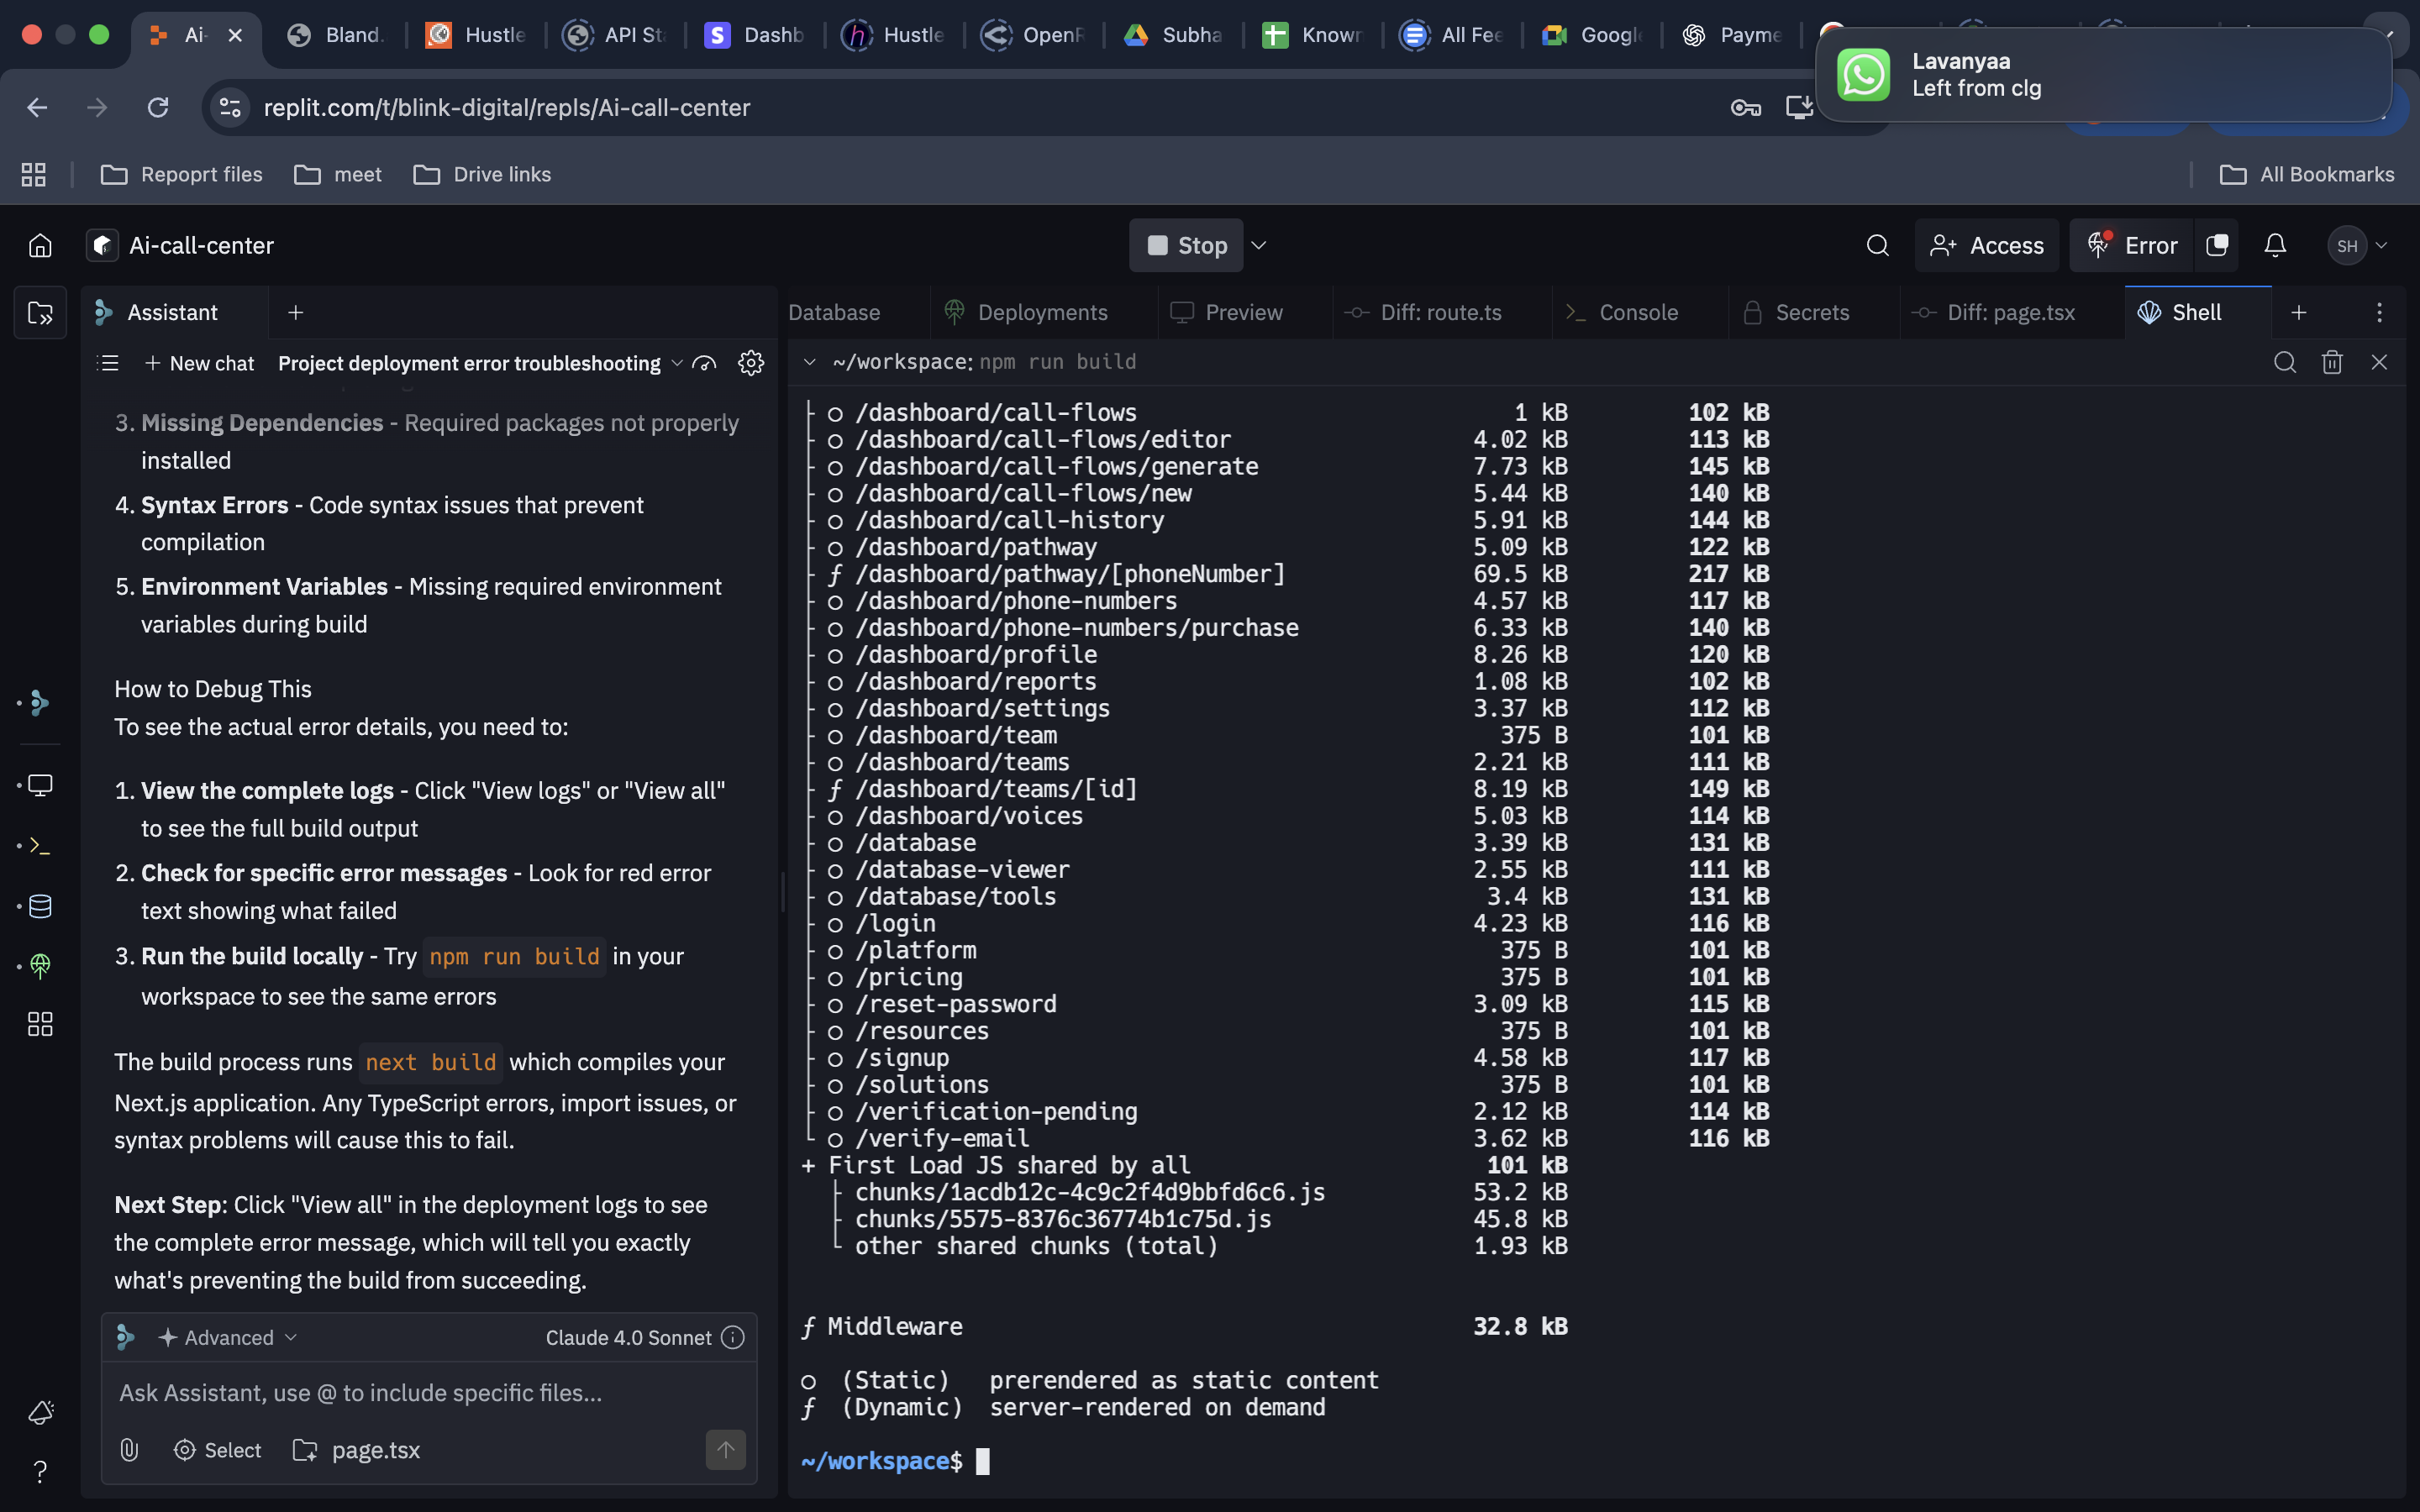 Ai-
Bland.
Hustle
API Sta
Dashb
Hustle
OpenR
Subha
Known
All Fee
Google
Payme
Lavanyaa
Left from clg
replit.com/t/blink-digital/repls/Ai-call-center
Repoprt files
meet
Drive links
All Bookmarks
Ai-call-center
Stop
Access
Error
SH
Assistant
Database
Deployments
Preview
Diff: route.ts
Console
Secrets
Diff: page.tsx
Shell
New chat
Project deployment error troubleshooting
~/workspace: npm run build
3. Missing Dependencies - Required packages not properly
installed
4. Syntax Errors - Code syntax issues that prevent
compilation
5. Environment Variables - Missing required environment
variables during build
How to Debug This
To see the actual error details, you need to:
1. View the complete logs - Click "View logs" or "View all"
to see the full build output
2. Check for specific error messages - Look for red error
text showing what failed
3. Run the build locally - Try npm run build in your
workspace to see the same errors
The build process runs next build which compiles your
Next.js application. Any TypeScript errors, import issues, or
syntax problems will cause this to fail.
Next Step: Click "View all" in the deployment logs to see
the complete error message, which will tell you exactly
what's preventing the build from succeeding.
Advanced
Claude 4.0 Sonnet
Ask Assistant, use @ to include specific files...
Select
page.tsx
├ ○ /dashboard/call-flows 1 kB 102 kB
├ ○ /dashboard/call-flows/editor 4.02 kB 113 kB
├ ○ /dashboard/call-flows/generate 7.73 kB 145 kB
├ ○ /dashboard/call-flows/new 5.44 kB 140 kB
├ ○ /dashboard/call-history 5.91 kB 144 kB
├ ○ /dashboard/pathway 5.09 kB 122 kB
├ ƒ /dashboard/pathway/[phoneNumber] 69.5 kB 217 kB
├ ○ /dashboard/phone-numbers 4.57 kB 117 kB
├ ○ /dashboard/phone-numbers/purchase 6.33 kB 140 kB
├ ○ /dashboard/profile 8.26 kB 120 kB
├ ○ /dashboard/reports 1.08 kB 102 kB
├ ○ /dashboard/settings 3.37 kB 112 kB
├ ○ /dashboard/team 375 B 101 kB
├ ○ /dashboard/teams 2.21 kB 111 kB
├ ƒ /dashboard/teams/[id] 8.19 kB 149 kB
├ ○ /dashboard/voices 5.03 kB 114 kB
├ ○ /database 3.39 kB 131 kB
├ ○ /database-viewer 2.55 kB 111 kB
├ ○ /database/tools 3.4 kB 131 kB
├ ○ /login 4.23 kB 116 kB
├ ○ /platform 375 B 101 kB
├ ○ /pricing 375 B 101 kB
├ ○ /reset-password 3.09 kB 115 kB
├ ○ /resources 375 B 101 kB
├ ○ /signup 4.58 kB 117 kB
├ ○ /solutions 375 B 101 kB
├ ○ /verification-pending 2.12 kB 114 kB
└ ○ /verify-email 3.62 kB 116 kB
+ First Load JS shared by all 101 kB
├ chunks/1acdb12c-4c9c2f4d9bbfd6c6.js 53.2 kB
├ chunks/5575-8376c36774b1c75d.js 45.8 kB
└ other shared chunks (total) 1.93 kB
ƒ Middleware 32.8 kB
○ (Static) prerendered as static content
ƒ (Dynamic) server-rendered on demand
~/workspace$